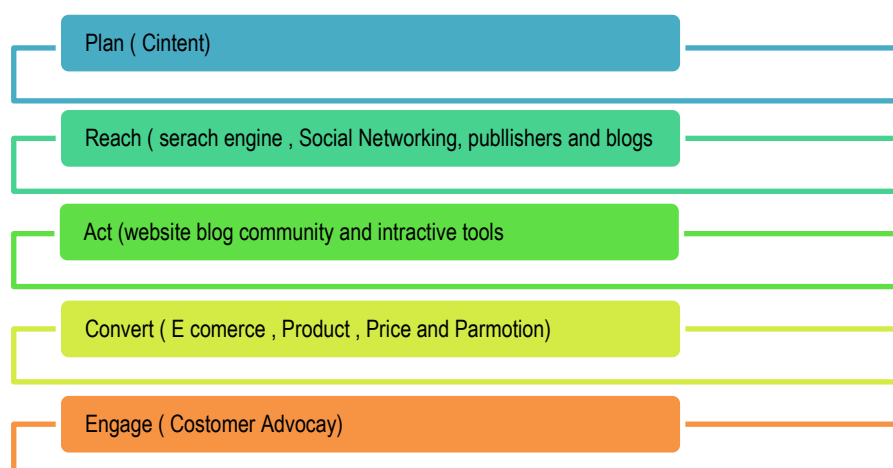 Plan ( Cintent)
Reach ( serach engine , Social Networking, publlishers and blogs
Act (website blog community and intractive tools
Convert ( E comerce , Product , Price and Parmotion)
Engage ( Costomer Advocay)